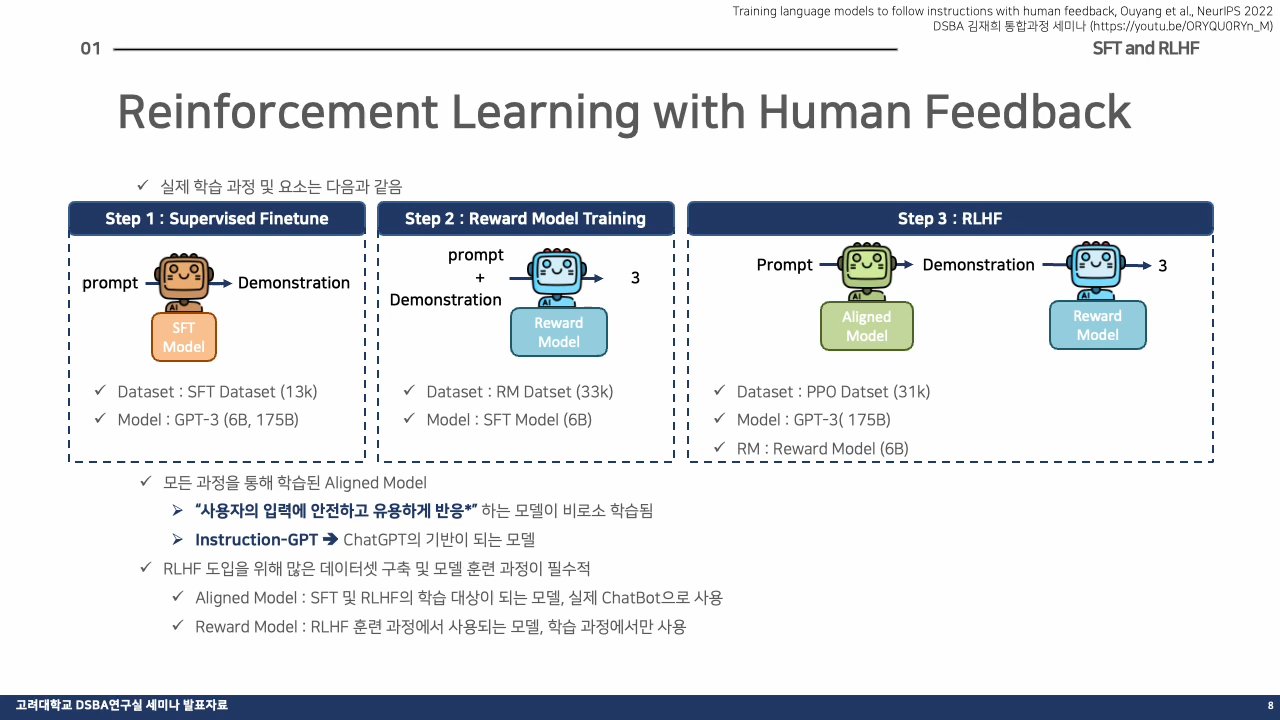 Training language models to follow instructions with human feedback, Ouyang et al., NeurIPS 2022
DSBA 김재희 통합과정 세미나 (https://youtu.be/ORYQU0RYn_M)
01
SFT and RLHF
Reinforcement Learning with Human Feedback
✓ 실제 학습 과정 및 요소는 다음과 같음
Step 1 : Supervised Finetune
prompt
Demonstration
AI
SFT
Model
✓ Dataset : SFT Dataset (13k)
✓ Model : GPT-3 (6B, 175B)
Step 2 : Reward Model Training
prompt
+
Demonstration
3
AI
Reward
Model
✓ Dataset : RM Datset (33k)
✓ Model : SFT Model (6B)
Step 3 : RLHF
Prompt
Demonstration
3
AI
Aligned
Model
AI
Reward
Model
✓ Dataset : PPO Datset (31k)
✓ Model : GPT-3( 175B)
✓ RM : Reward Model (6B)
✓ 모든 과정을 통해 학습된 Aligned Model
➢ “사용자의 입력에 안전하고 유용하게 반응*” 하는 모델이 비로소 학습됨
➢ Instruction-GPT ➔ ChatGPT의 기반이 되는 모델
✓ RLHF 도입을 위해 많은 데이터셋 구축 및 모델 훈련 과정이 필수적
✓ Aligned Model : SFT 및 RLHF의 학습 대상이 되는 모델, 실제 ChatBot으로 사용
✓ Reward Model : RLHF 훈련 과정에서 사용되는 모델, 학습 과정에서만 사용
고려대학교 DSBA연구실 세미나 발표자료
8